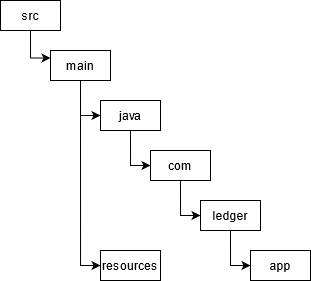 src
main
java
com
ledger
resources
app